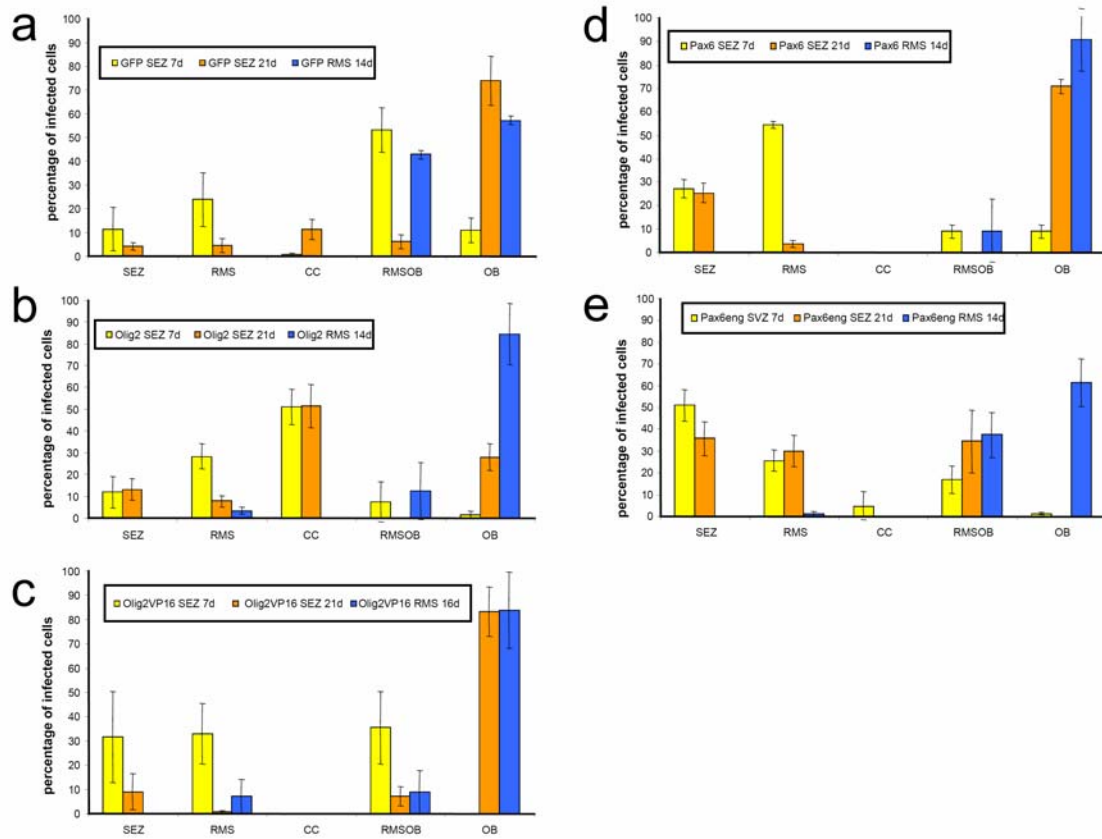 a
percentage of infected cells
100
90
80
70
60
50
40
30
20
10
0
GFP SEZ 7d GFP SEZ 21d GFP RMS 14d
SEZ RMS CC RMSOB OB
b
percentage of infected cells
100
90
80
70
60
50
40
30
20
10
0
Olig2 SEZ 7d Olig2 SEZ 21d Olig2 RMS 14d
SEZ RMS CC RMSOB OB
c
percentage of infected cells
100
90
80
70
60
50
40
30
20
10
0
Olig2VP16 SEZ 7d Olig2VP16 SEZ 21d Olig2VP16 RMS 16d
SEZ RMS CC RMSOB OB
d
percentage of infected cells
100
90
80
70
60
50
40
30
20
10
0
Pax6 SEZ 7d Pax6 SEZ 21d Pax6 RMS 14d
SEZ RMS CC RMSOB OB
e
percentage of infected cells
100
90
80
70
60
50
40
30
20
10
0
Pax6eng SVZ 7d Pax6eng SEZ 21d Pax6eng RMS 14d
SEZ RMS CC RMSOB OB